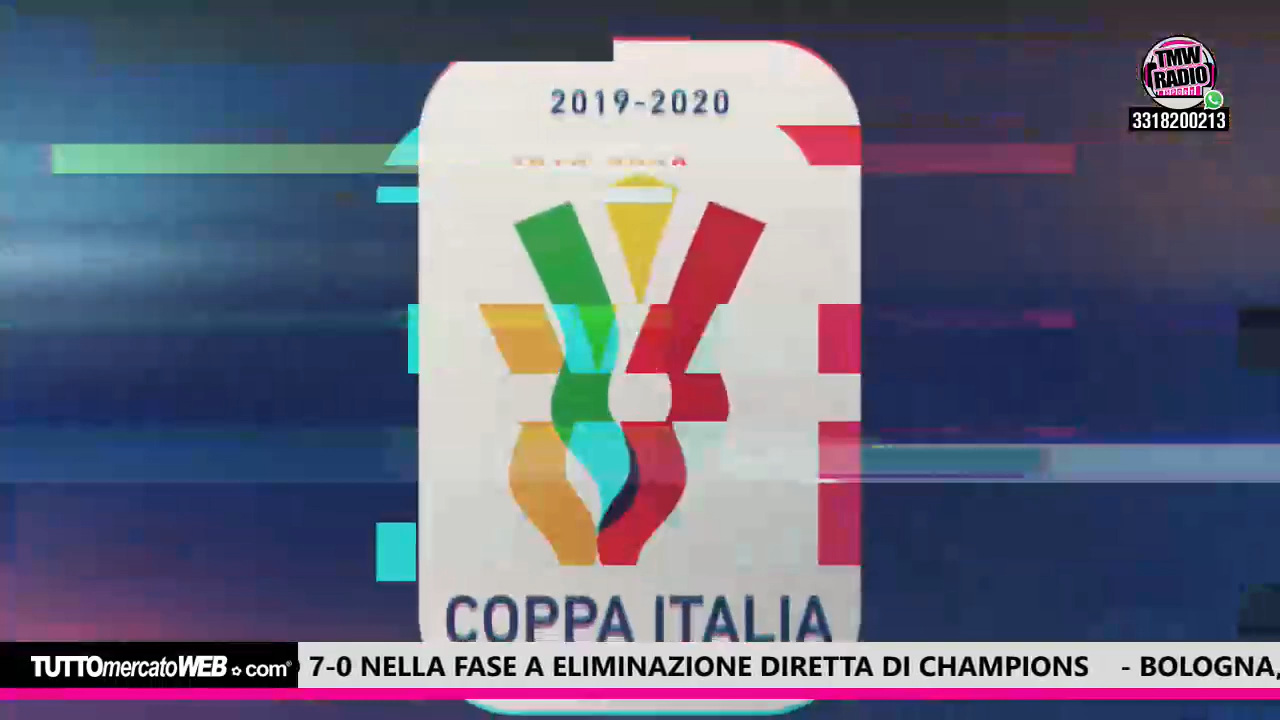 TMW
RADIO
3318200213
2019-2020
COPPA ITALIA
TUTTOmercatoWEB.com
7-0 NELLA FASE A ELIMINAZIONE DIRETTA DI CHAMPIONS - BOLOGNA,